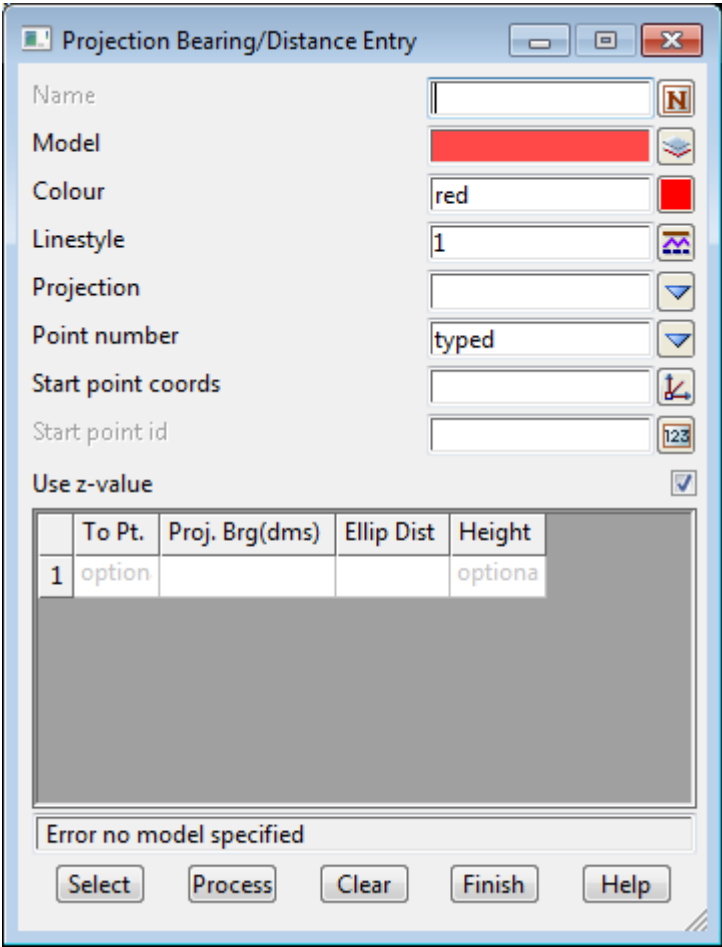 Projection Bearing/Distance Entry
Name N
Model
Colour red
Linestyle 1
Projection
Point number typed
Start point coords
Start point id 123
Use z-value
To Pt. Proj. Brg(dms) Ellip Dist Height
1 option optiona
Error no model specified
Select Process Clear Finish Help